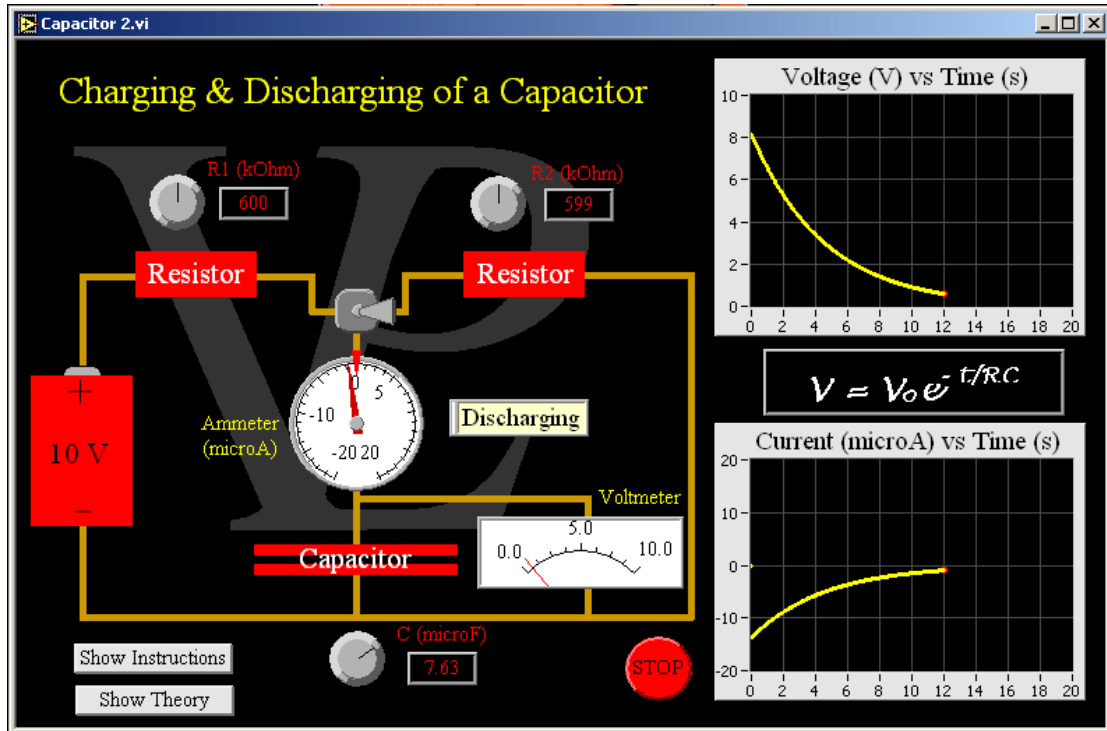 Capacitor 2.vi
Charging & Discharging of a Capacitor
R1 (kOhm)
600
R2 (kOhm)
599
Resistor
Resistor
+
10 V
-
Ammeter
(microA)
-10
0
5
-20 20
Discharging
Voltmeter
0.0
5.0
10.0
Capacitor
C (microF)
7.63
STOP
Show Instructions
Show Theory
Voltage (V) vs Time (s)
10
8
6
4
2
0
0 2 4 6 8 10 12 14 16 18 20
V = V₀ e^-t/R.C
Current (microA) vs Time (s)
20
10
0
-10
-20
0 2 4 6 8 10 12 14 16 18 20